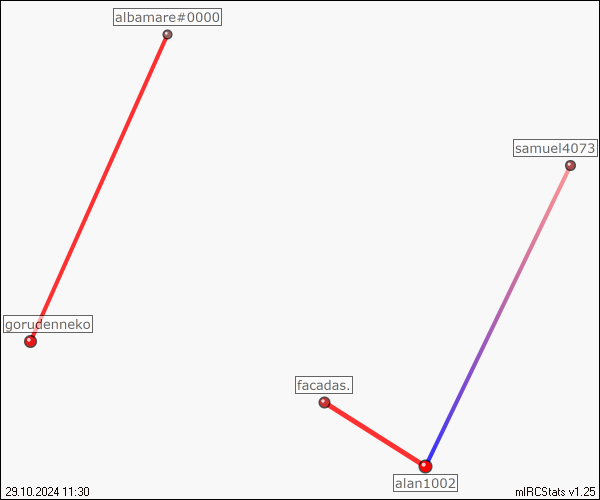 albamare#0000
samuel4073
gorudenneko
facadas.
alan1002
29.10.2024 11:30
mIRCStats v1.25